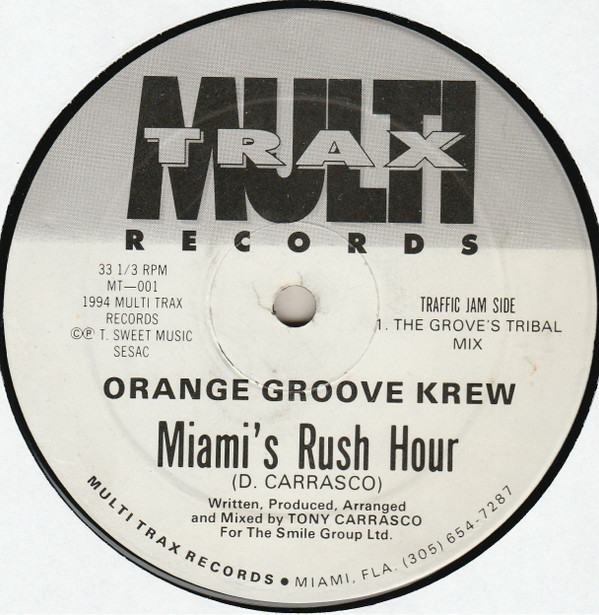 MULTI
TRAX
RECORDS
33 1/3 RPM
MT—001
1994 MULTI TRAX
RECORDS
©℗ T. SWEET MUSIC
SESAC
TRAFFIC JAM SIDE
1. THE GROVE'S TRIBAL
MIX
ORANGE GROOVE KREW
Miami's Rush Hour
(D. CARRASCO)
Written, Produced, Arranged
and Mixed by TONY CARRASCO
For The Smile Group Ltd.
MULTI TRAX RECORDS ● MIAMI, FLA. (305) 654-7287